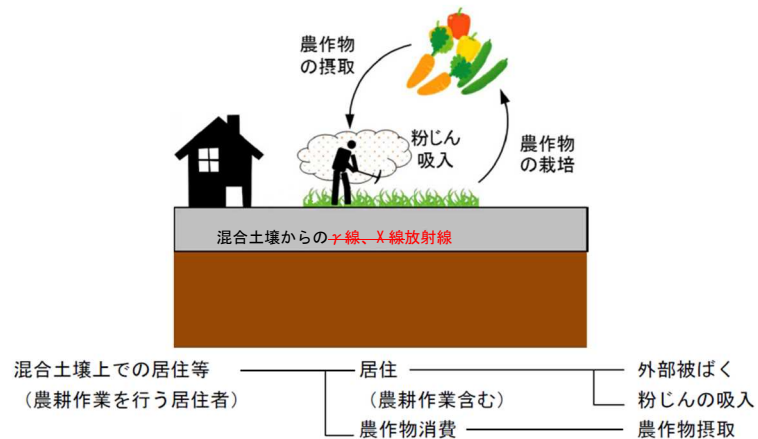 農作物
の摂取
粉じん
吸入
農作物
の栽培
混合土壌からのγ線、X線放射線
混合土壌上での居住等
（農耕作業を行う居住者）
居住
（農耕作業含む）
農作物消費
外部被ばく
粉じんの吸入
農作物摂取